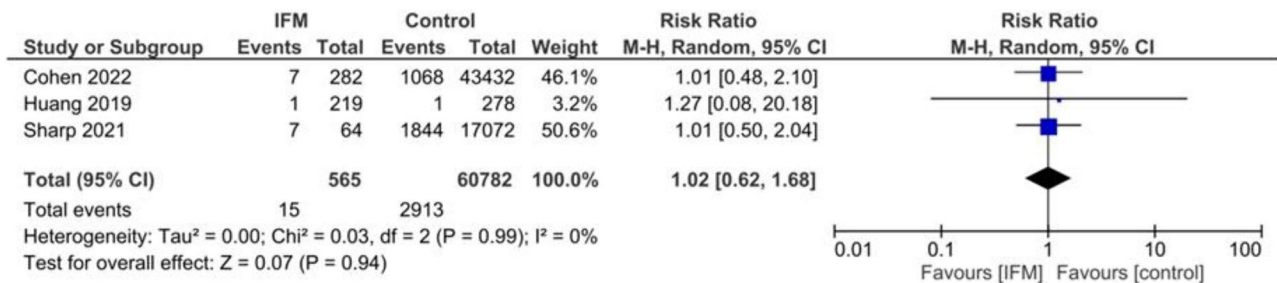 IFM Control Risk Ratio Risk Ratio
Study or Subgroup Events Total Events Total Weight M-H, Random, 95% CI M-H, Random, 95% CI
Cohen 2022 7 282 1068 43432 46.1% 1.01 [0.48, 2.10]
Huang 2019 1 219 1 278 3.2% 1.27 [0.08, 20.18]
Sharp 2021 7 64 1844 17072 50.6% 1.01 [0.50, 2.04]
Total (95% CI) 565 60782 100.0% 1.02 [0.62, 1.68]
Total events 15 2913
Heterogeneity: Tau² = 0.00; Chi² = 0.03, df = 2 (P = 0.99); I² = 0%
Test for overall effect: Z = 0.07 (P = 0.94)
0.01 0.1 1 10 100
Favours [IFM] Favours [control]